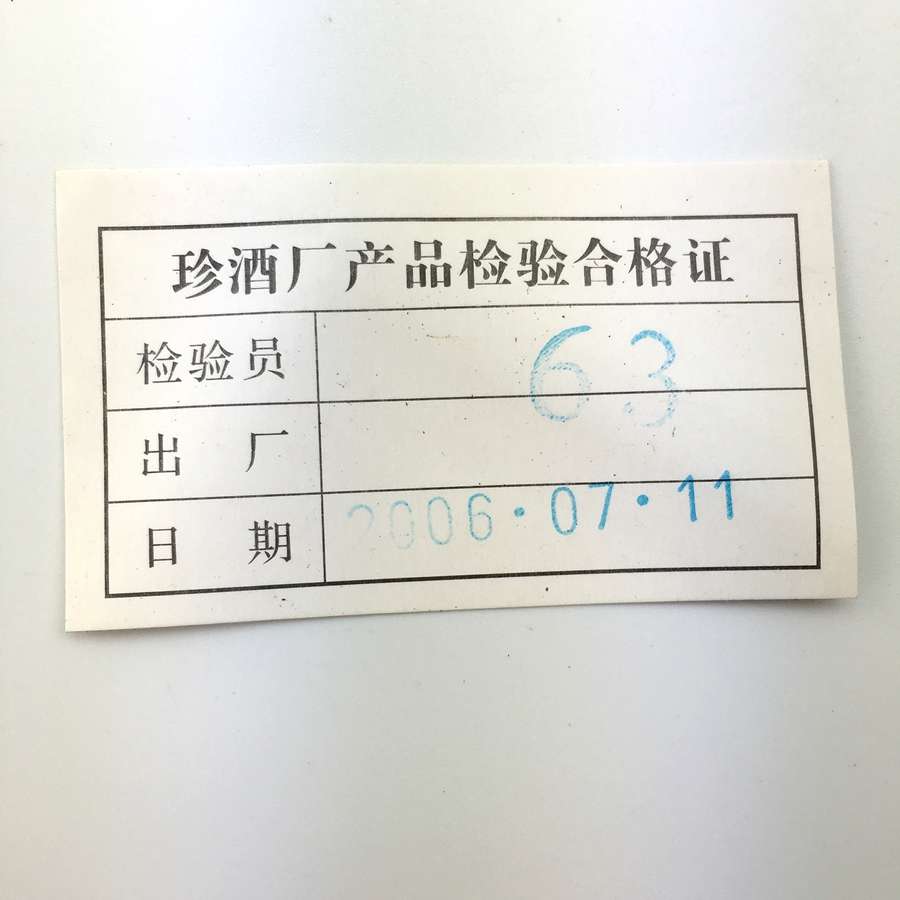 珍酒厂产品检验合格证
检验员 63
出厂
日期 2006·07·11